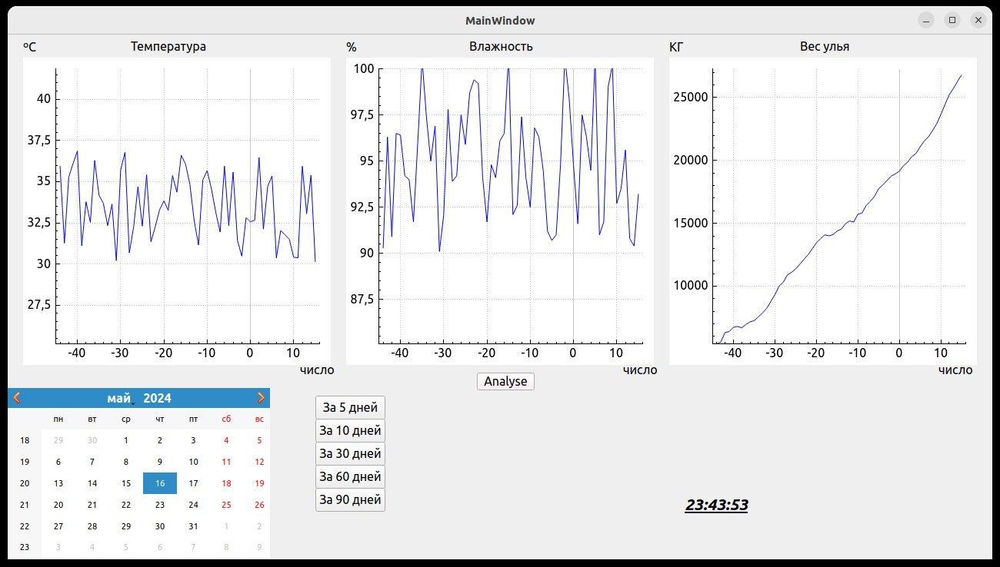 MainWindow
ºC Температура
% Влажность
КГ Вес улья
40
37,5
35
32,5
30
27,5
-40 -30 -20 -10 0 10
число
100
97,5
95
92,5
90
87,5
-40 -30 -20 -10 0 10
число
25000
20000
15000
10000
-40 -30 -20 -10 0 10
число
Analyse
май 2024
пн вт ср чт пт сб вс
18 29 30 1 2 3 4 5
19 6 7 8 9 10 11 12
20 13 14 15 16 17 18 19
21 20 21 22 23 24 25 26
22 27 28 29 30 31 1 2
23 3 4 5 6 7 8 9
За 5 дней
За 10 дней
За 30 дней
За 60 дней
За 90 дней
23:43:53